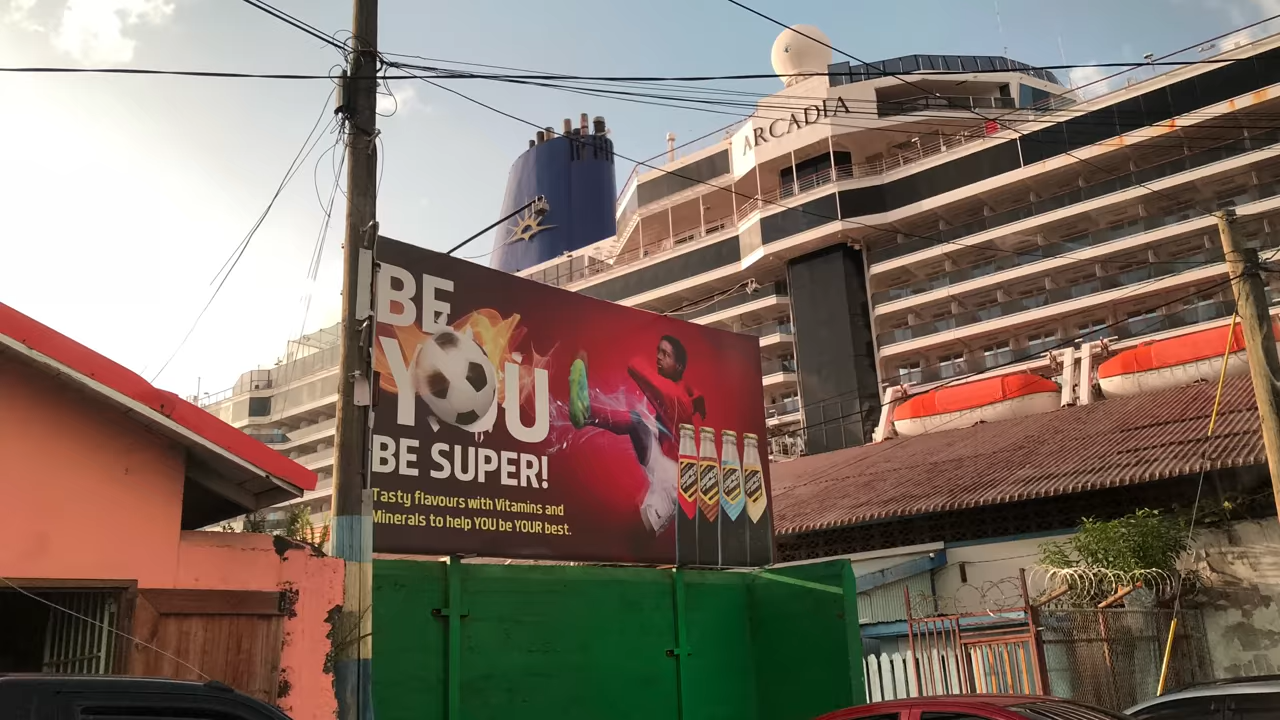 ARCADIA
BE
YOU
BE SUPER!
Tasty flavours with Vitamins and
Minerals to help YOU be YOUR best.